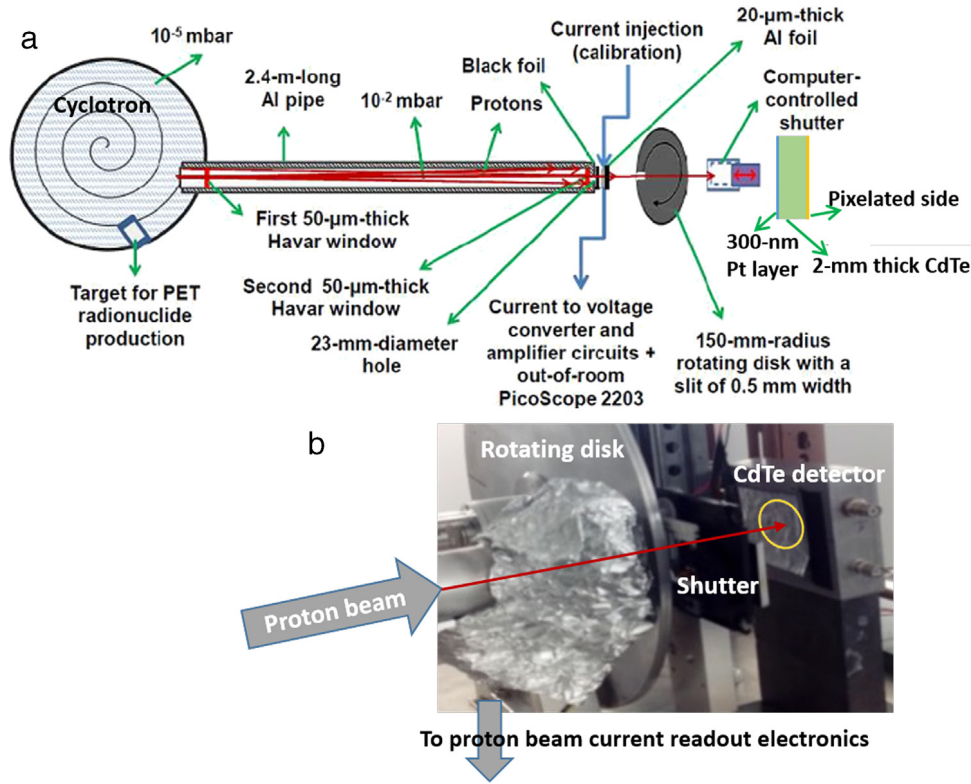 a
10-5 mbar
Cyclotron
2.4-m-long
Al pipe
10-2 mbar
Black foil
Protons
Current injection
(calibration)
20-µm-thick
Al foil
Computer-
controlled
shutter
First 50-µm-thick
Havar window
Second 50-µm-thick
Havar window
23-mm-diameter
hole
Target for PET
radionuclide
production
Current to voltage
converter and
amplifier circuits +
out-of-room
PicoScope 2203
150-mm-radius
rotating disk with a
slit of 0.5 mm width
Pixelated side
300-nm
Pt layer
2-mm thick CdTe
b
Rotating disk
CdTe detector
Shutter
Proton beam
To proton beam current readout electronics